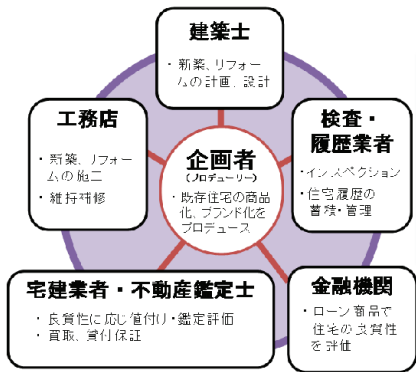 建築士
・新築、リフォー
ムの計画、設計
工務店
・新築、リフォー
ムの施工
・維持補修
検査・
履歴業者
・インスペクション
・住宅履歴の
蓄積・管理
企画者
(プロデューリー)
・既存住宅の商品
化、ブランド化を
プロデュース
宅建業者・不動産鑑定士
・良質性に応じ値付け・鑑定評価
・買取、賃付保証
金融機関
・ローン商品で
住宅の良質性
を評価